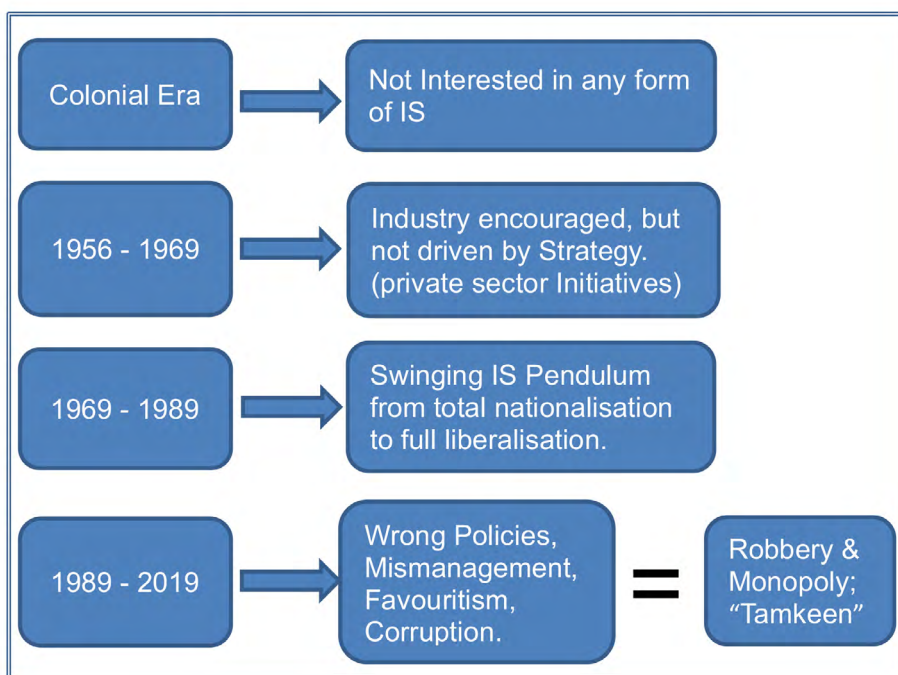 Colonial Era
Not Interested in any form
of IS
1956 - 1969
Industry encouraged, but
not driven by Strategy.
(private sector Initiatives)
1969 - 1989
Swinging IS Pendulum
from total nationalisation
to full liberalisation.
1989 - 2019
Wrong Policies,
Mismanagement,
Favouritism,
Corruption.
=
Robbery &
Monopoly;
“Tamkeen”